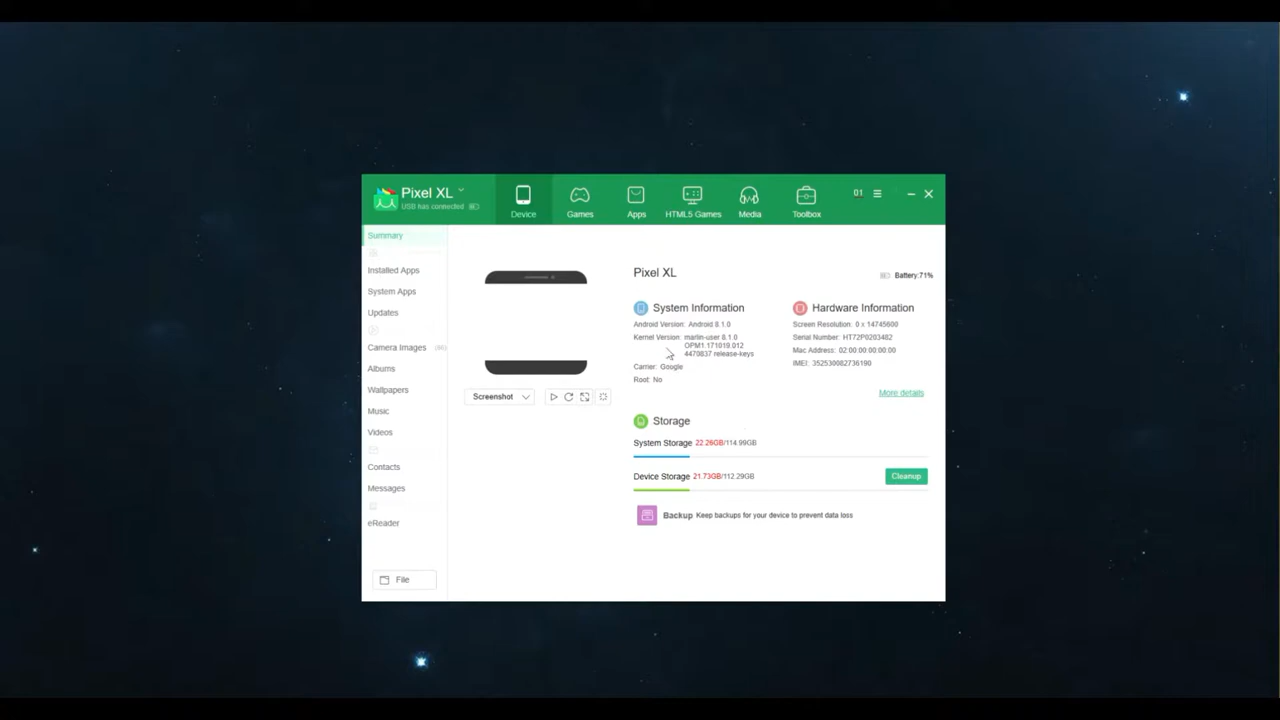 Pixel XL
USB has connected
Device
Games
Apps
HTML5 Games
Media
Toolbox
01
Summary
Installed Apps
System Apps
Updates
Camera Images
Albums
Wallpapers
Music
Videos
Contacts
Messages
eReader
File
Screenshot
Pixel XL
Battery:71%
System Information
Android Version: Android 8.1.0
Kernel Version: marlin-user 8.1.0
OPM1.171019.012
4470837 release-keys
Carrier: Google
Root: No
Hardware Information
Screen Resolution: 0 x 14745600
Serial Number: HT72P0203482
Mac Address: 02:00:00:00:00:00
IMEI: 352530082736190
More details
Storage
System Storage 22.26GB/114.99GB
Device Storage 21.73GB/112.29GB
Cleanup
Backup Keep backups for your device to prevent data loss